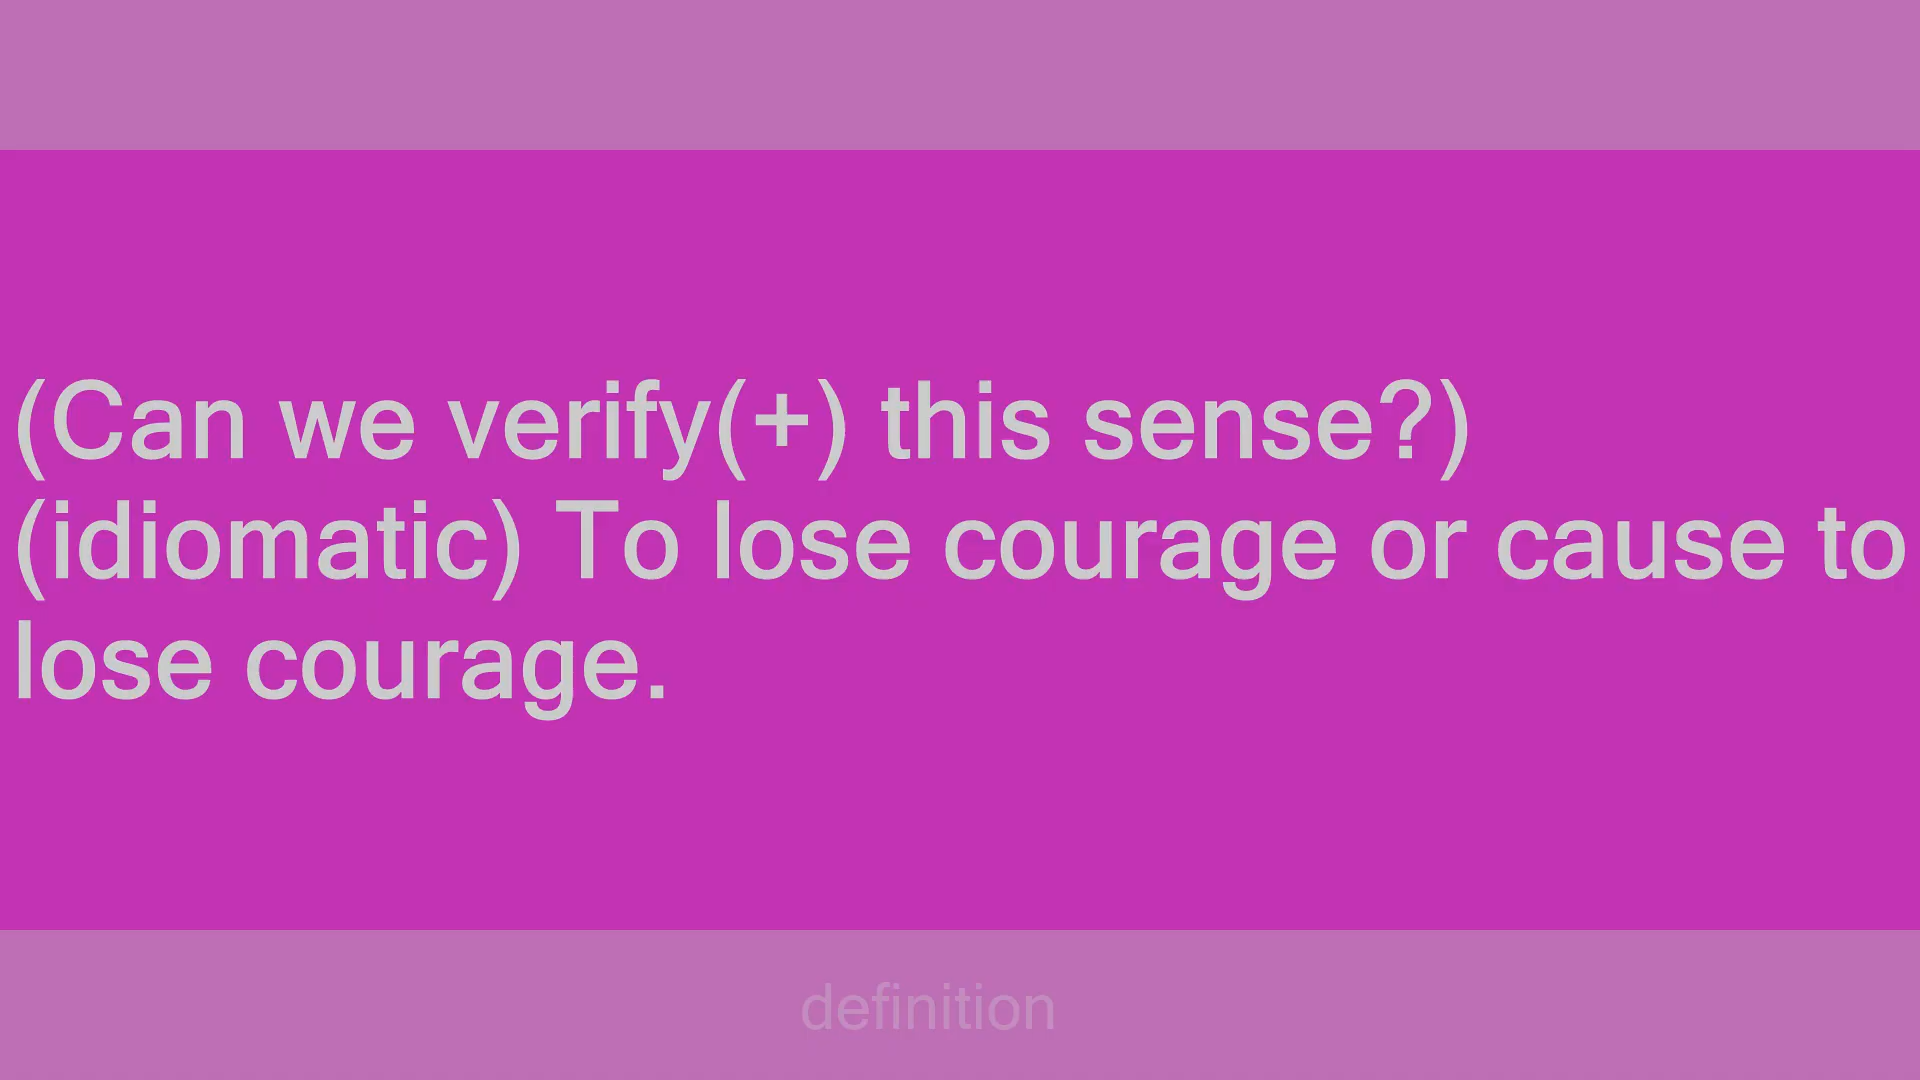 (Can we verify(+) this sense?)
(idiomatic) To lose courage or cause to
lose courage.
definition